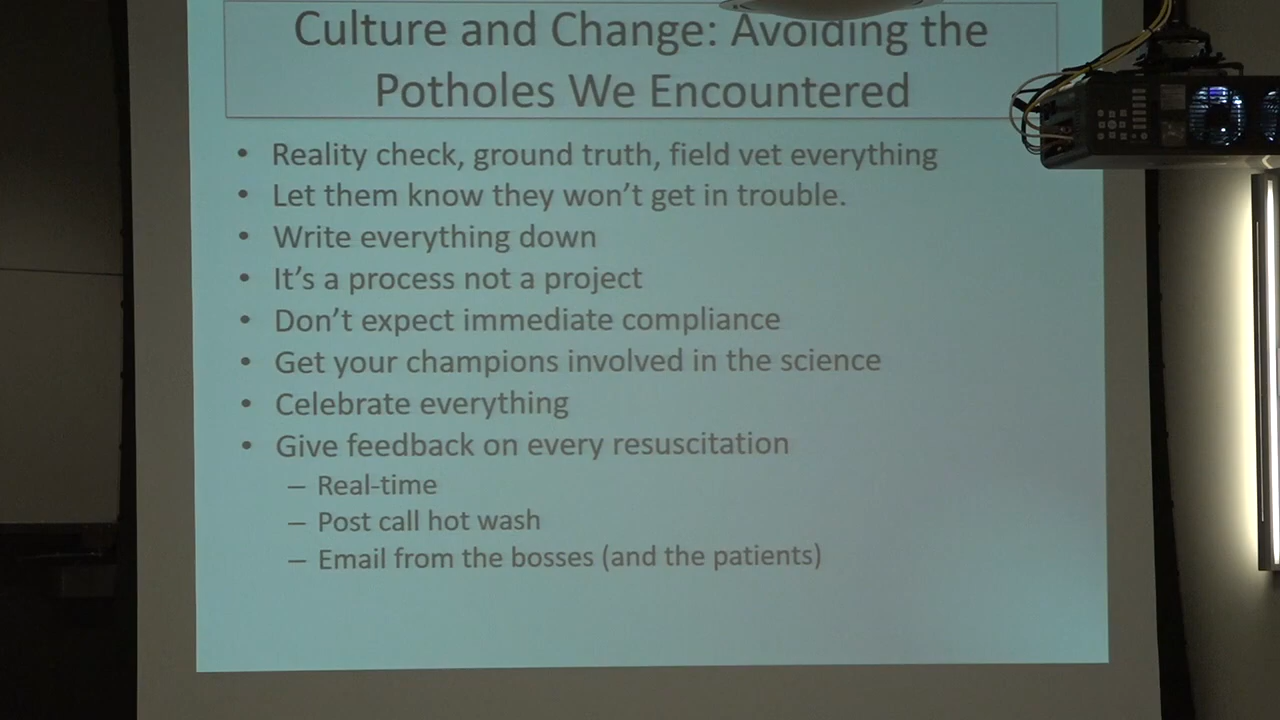 Culture and Change: Avoiding the
Potholes We Encountered
• Reality check, ground truth, field vet everything
• Let them know they won’t get in trouble.
• Write everything down
• It’s a process not a project
• Don’t expect immediate compliance
• Get your champions involved in the science
• Celebrate everything
• Give feedback on every resuscitation
– Real-time
– Post call hot wash
– Email from the bosses (and the patients)